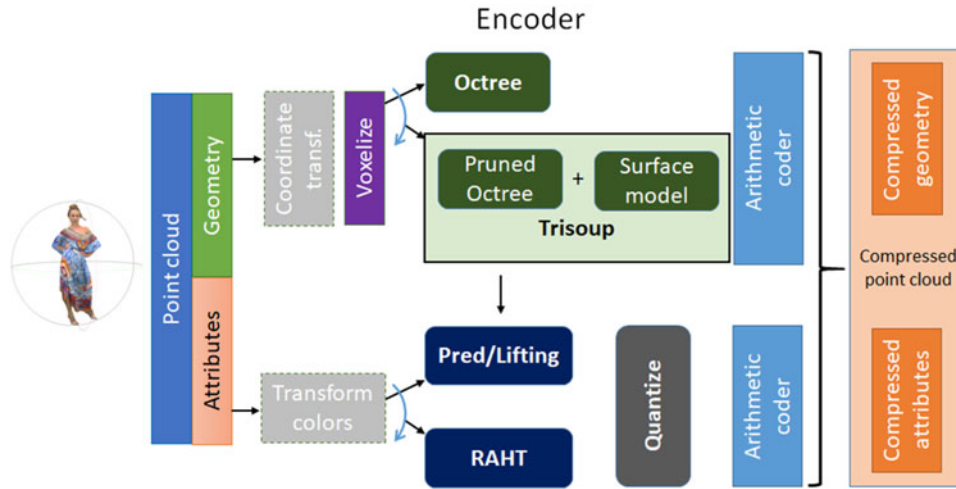 Encoder
Point cloud
Geometry
Attributes
Coordinate
transf.
Voxelize
Octree
Pruned
Octree
+
Surface
model
Trisoup
Arithmetic
coder
Transform
colors
Pred/Lifting
RAHT
Quantize
Arithmetic
coder
Compressed
geometry
Compressed
point cloud
Compressed
attributes